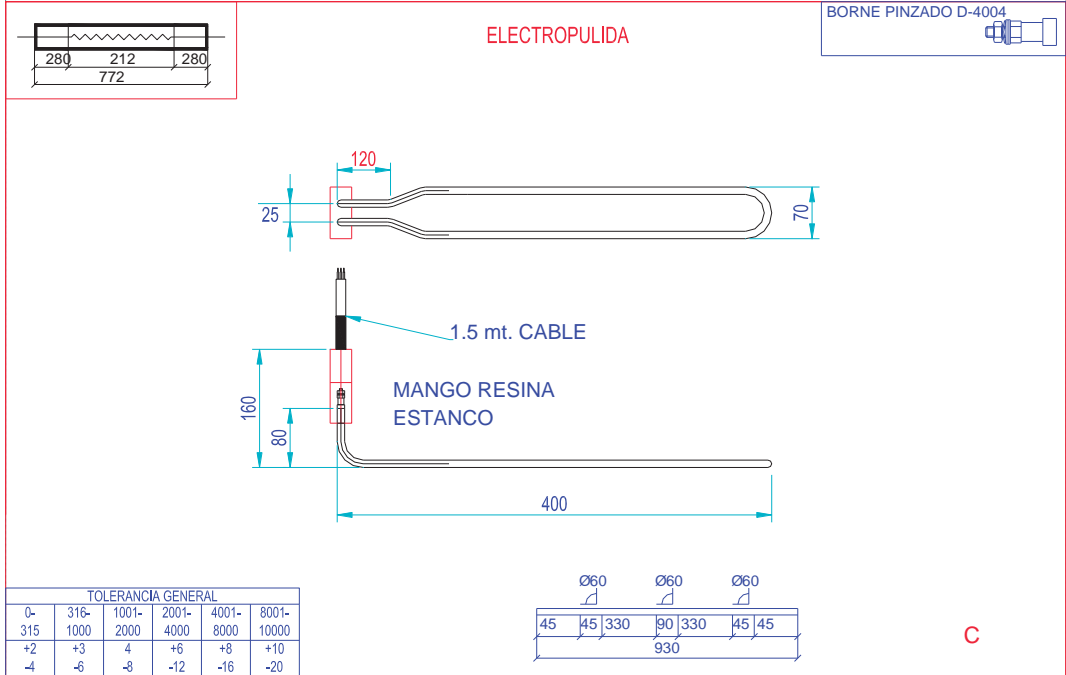 280 212 280
772
ELECTROPULIDA
BORNE PINZADO D-4004
120
25
70
1.5 mt. CABLE
MANGO RESINA
ESTANCO
160
80
400
TOLERANCIA GENERAL
0- 316- 1001- 2001- 4001- 8001-
315 1000 2000 4000 8000 10000
+2 +3 4 +6 +8 +10
-4 -6 -8 -12 -16 -20
Ø60 Ø60 Ø60
45 45 330 90 330 45 45
930
C